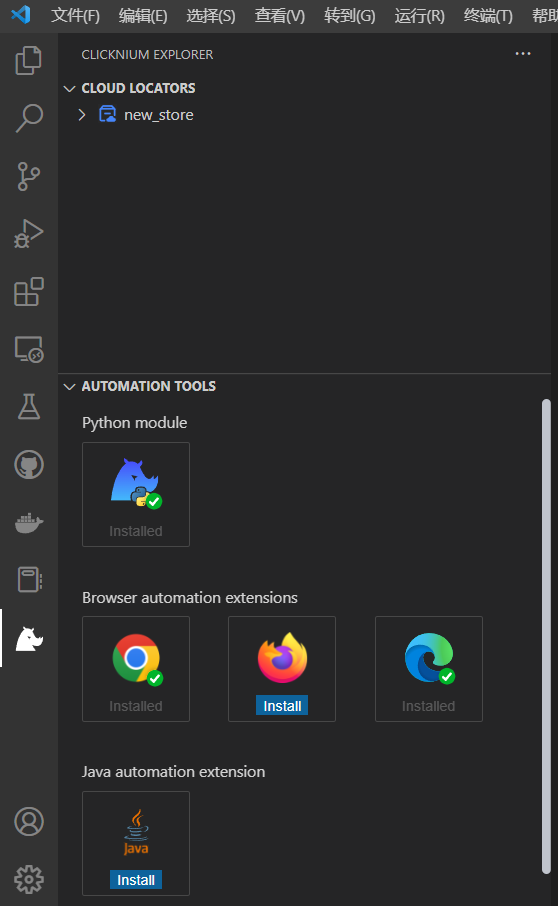 文件(F) 编辑(E) 选择(S) 查看(V) 转到(G) 运行(R) 终端(T) 帮助
CLICKNIUM EXPLORER
CLOUD LOCATORS
new_store
AUTOMATION TOOLS
Python module
Installed
Browser automation extensions
Installed Install Installed
Java automation extension
Java
Install